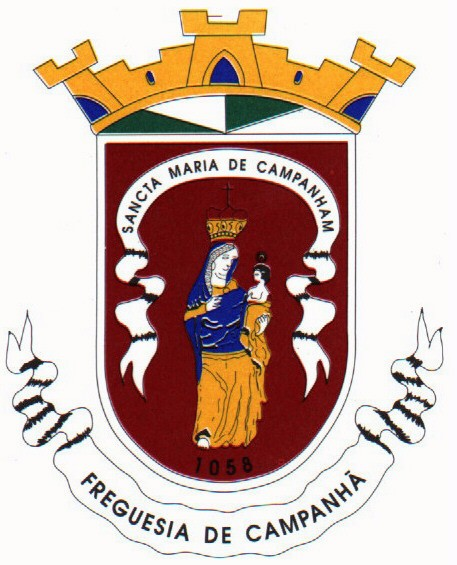 SANCTA MARIA DE CAMPANHAM
1058
FREGUESIA DE CAMPANHÃ